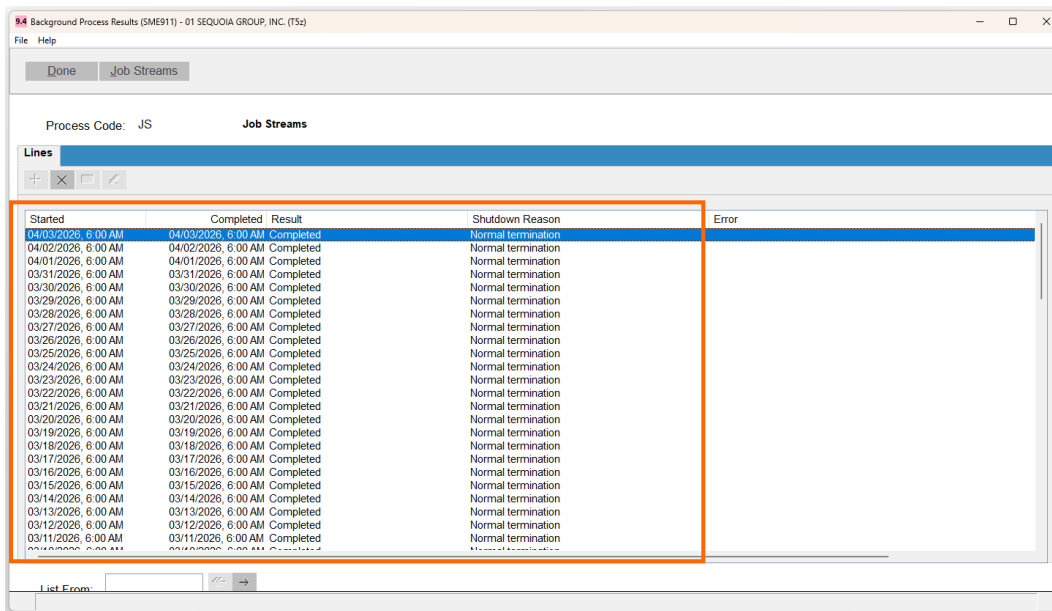 9.4 Background Process Results (SME911) - 01 SEQUOIA GROUP, INC. (T5z)
File Help
Done Job Streams
Process Code: JS Job Streams
Lines
Started Completed Result Shutdown Reason Error
04/03/2026, 6:00 AM 04/03/2026, 6:00 AM Completed Normal termination
04/02/2026, 6:00 AM 04/02/2026, 6:00 AM Completed Normal termination
04/01/2026, 6:00 AM 04/01/2026, 6:00 AM Completed Normal termination
03/31/2026, 6:00 AM 03/31/2026, 6:00 AM Completed Normal termination
03/30/2026, 6:00 AM 03/30/2026, 6:00 AM Completed Normal termination
03/29/2026, 6:00 AM 03/29/2026, 6:00 AM Completed Normal termination
03/28/2026, 6:00 AM 03/28/2026, 6:00 AM Completed Normal termination
03/27/2026, 6:00 AM 03/27/2026, 6:00 AM Completed Normal termination
03/26/2026, 6:00 AM 03/26/2026, 6:00 AM Completed Normal termination
03/25/2026, 6:00 AM 03/25/2026, 6:00 AM Completed Normal termination
03/24/2026, 6:00 AM 03/24/2026, 6:00 AM Completed Normal termination
03/23/2026, 6:00 AM 03/23/2026, 6:00 AM Completed Normal termination
03/22/2026, 6:00 AM 03/22/2026, 6:00 AM Completed Normal termination
03/21/2026, 6:00 AM 03/21/2026, 6:00 AM Completed Normal termination
03/20/2026, 6:00 AM 03/20/2026, 6:00 AM Completed Normal termination
03/19/2026, 6:00 AM 03/19/2026, 6:00 AM Completed Normal termination
03/18/2026, 6:00 AM 03/18/2026, 6:00 AM Completed Normal termination
03/17/2026, 6:00 AM 03/17/2026, 6:00 AM Completed Normal termination
03/16/2026, 6:00 AM 03/16/2026, 6:00 AM Completed Normal termination
03/15/2026, 6:00 AM 03/15/2026, 6:00 AM Completed Normal termination
03/14/2026, 6:00 AM 03/14/2026, 6:00 AM Completed Normal termination
03/13/2026, 6:00 AM 03/13/2026, 6:00 AM Completed Normal termination
03/12/2026, 6:00 AM 03/12/2026, 6:00 AM Completed Normal termination
03/11/2026, 6:00 AM 03/11/2026, 6:00 AM Completed Normal termination
List From: